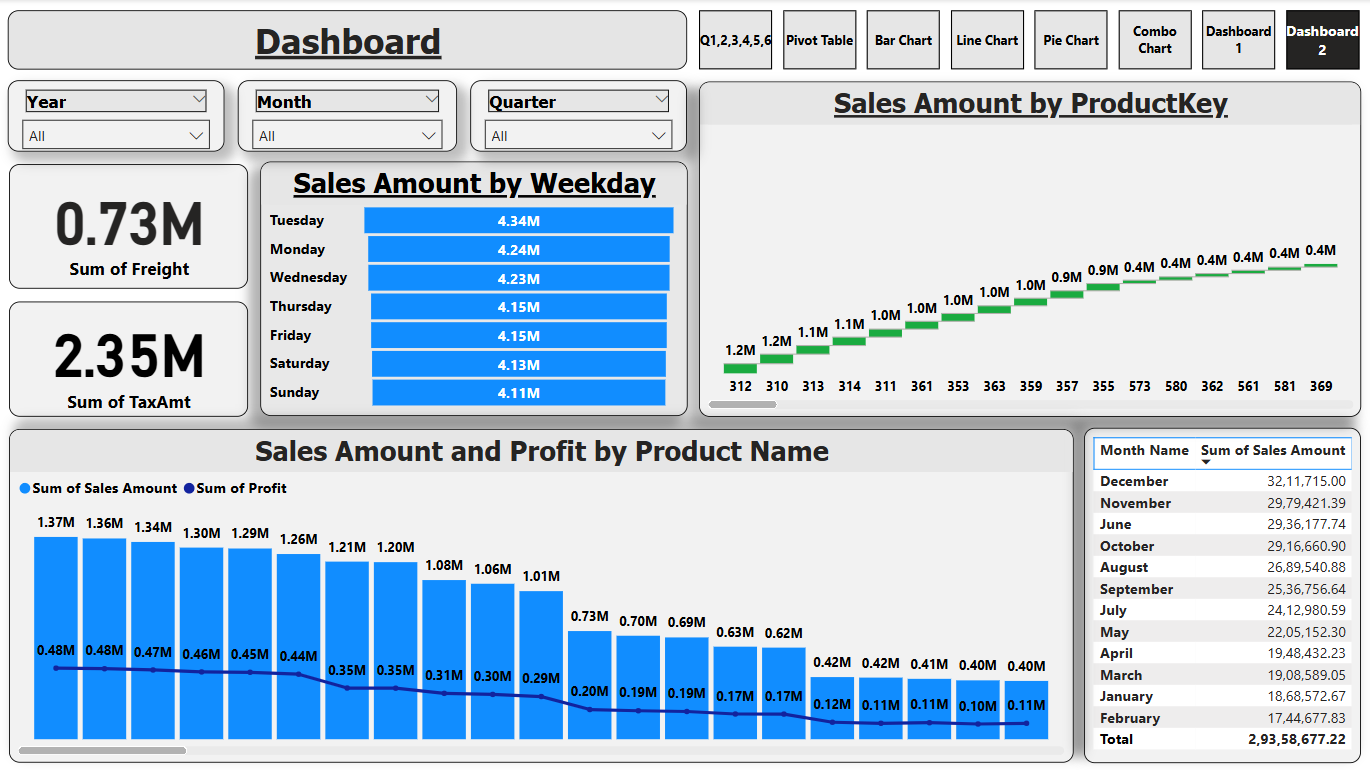 Dashboard
Q1,2,3,4,5,6
Pivot Table
Bar Chart
Line Chart
Pie Chart
Combo
Chart
Dashboard
1
Dashboard
2
Year
All
Month
All
Quarter
All
0.73M
Sum of Freight
2.35M
Sum of TaxAmt
Sales Amount by Weekday
Tuesday 4.34M
Monday 4.24M
Wednesday 4.23M
Thursday 4.15M
Friday 4.15M
Saturday 4.13M
Sunday 4.11M
Sales Amount by ProductKey
1.2M 1.2M 1.1M 1.1M 1.0M 1.0M 1.0M 1.0M 1.0M 0.9M 0.9M 0.4M 0.4M 0.4M 0.4M 0.4M 0.4M
312 310 313 314 311 361 353 363 359 357 355 573 580 362 561 581 369
Sales Amount and Profit by Product Name
Sum of Sales Amount Sum of Profit
1.37M 1.36M 1.34M 1.30M 1.29M 1.26M 1.21M 1.20M 1.08M 1.06M 1.01M 0.73M 0.70M 0.69M 0.63M 0.62M 0.42M 0.42M 0.41M 0.40M 0.40M
0.48M 0.48M 0.47M 0.46M 0.45M 0.44M 0.35M 0.35M 0.31M 0.30M 0.29M 0.20M 0.19M 0.19M 0.17M 0.17M 0.12M 0.11M 0.11M 0.10M 0.11M
Month Name Sum of Sales Amount
December 32,11,715.00
November 29,79,421.39
June 29,36,177.74
October 29,16,660.90
August 26,89,540.88
September 25,36,756.64
July 24,12,980.59
May 22,05,152.30
April 19,48,432.23
March 19,08,589.05
January 18,68,572.67
February 17,44,677.83
Total 2,93,58,677.22